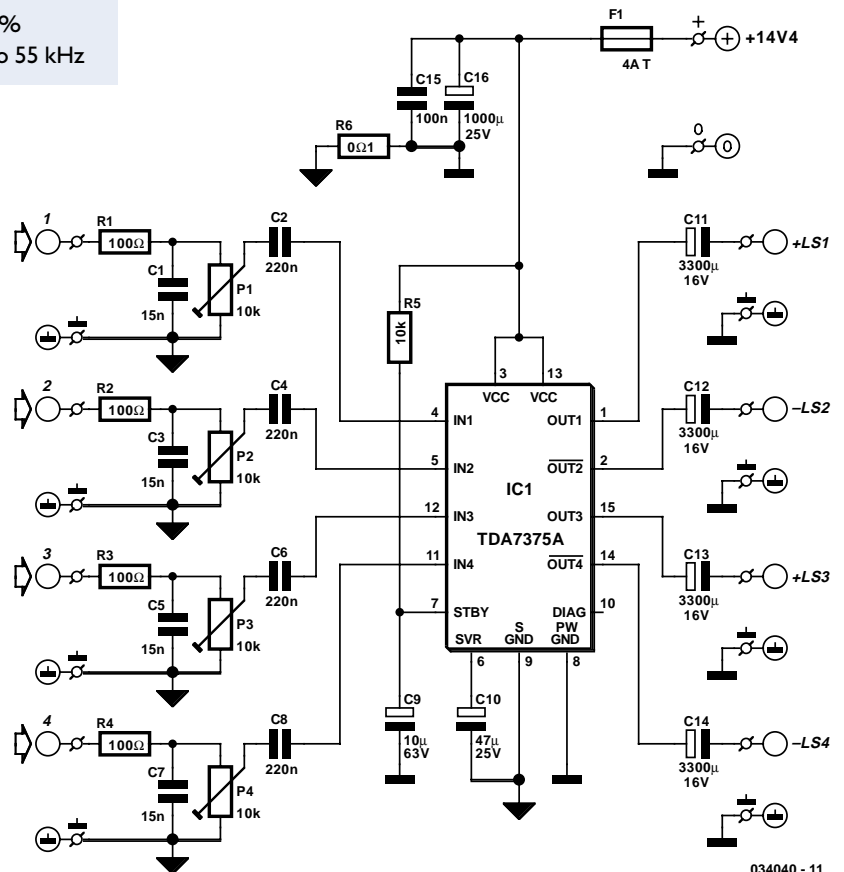 %
o 55 kHz
F1
4A T
+
+14V4
C15
100n
C16
1000µ
25V
R6
0Ω1
0
0
1
R1
100Ω
C1
15n
P1
10k
C2
220n
2
R2
100Ω
C3
15n
P2
10k
C4
220n
3
R3
100Ω
C5
15n
P3
10k
C6
220n
4
R4
100Ω
C7
15n
P4
10k
C8
220n
R5
10k
3
13
VCC
VCC
4
IN1
OUT1
1
5
IN2
OUT2
2
IC1
12
IN3
OUT3
15
TDA7375A
11
IN4
OUT4
14
7
STBY
DIAG
10
SVR
S
GND
PW
GND
6
9
8
C9
10µ
63V
C10
47µ
25V
C11
3300µ
16V
+LS1
C12
3300µ
16V
–LS2
C13
3300µ
16V
+LS3
C14
3300µ
16V
–LS4
034040 - 11